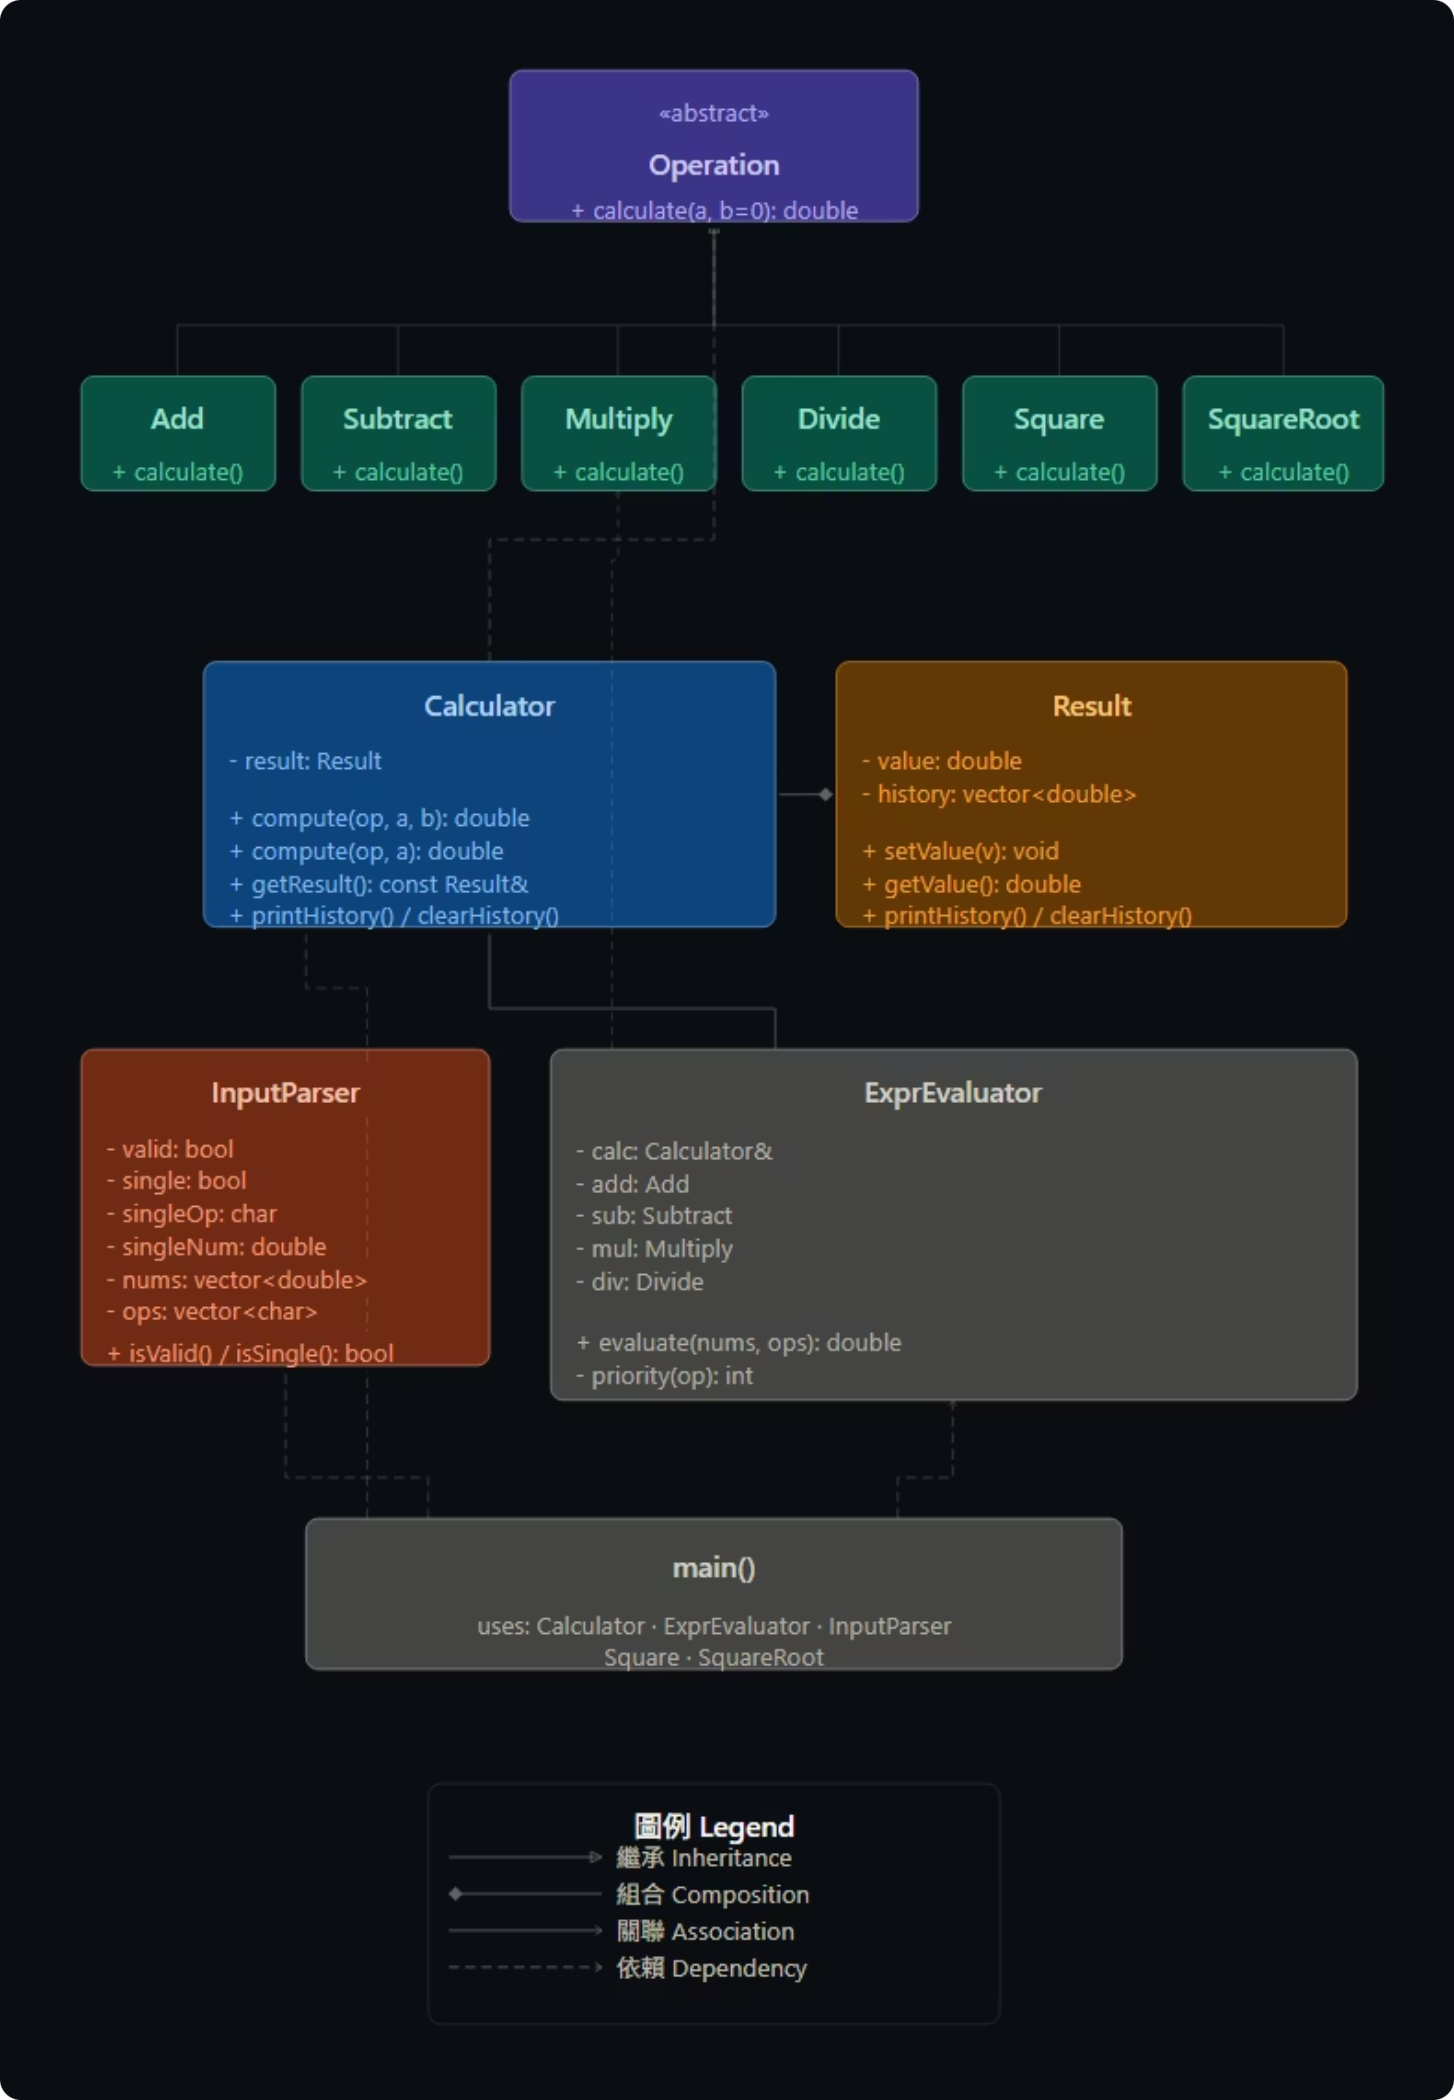 «abstract»
Operation
+ calculate(a, b=0): double
Add
+ calculate()
Subtract
+ calculate()
Multiply
+ calculate()
Divide
+ calculate()
Square
+ calculate()
SquareRoot
+ calculate()
Calculator
- result: Result
+ compute(op, a, b): double
+ compute(op, a): double
+ getResult(): const Result&
+ printHistory() / clearHistory()
Result
- value: double
- history: vector<double>
+ setValue(v): void
+ getValue(): double
+ printHistory() / clearHistory()
InputParser
- valid: bool
- single: bool
- singleOp: char
- singleNum: double
- nums: vector<double>
- ops: vector<char>
+ isValid() / isSingle(): bool
ExprEvaluator
- calc: Calculator&
- add: Add
- sub: Subtract
- mul: Multiply
- div: Divide
+ evaluate(nums, ops): double
- priority(op): int
main()
uses: Calculator · ExprEvaluator · InputParser
Square · SquareRoot
圖例 Legend
繼承 Inheritance
組合 Composition
關聯 Association
依賴 Dependency